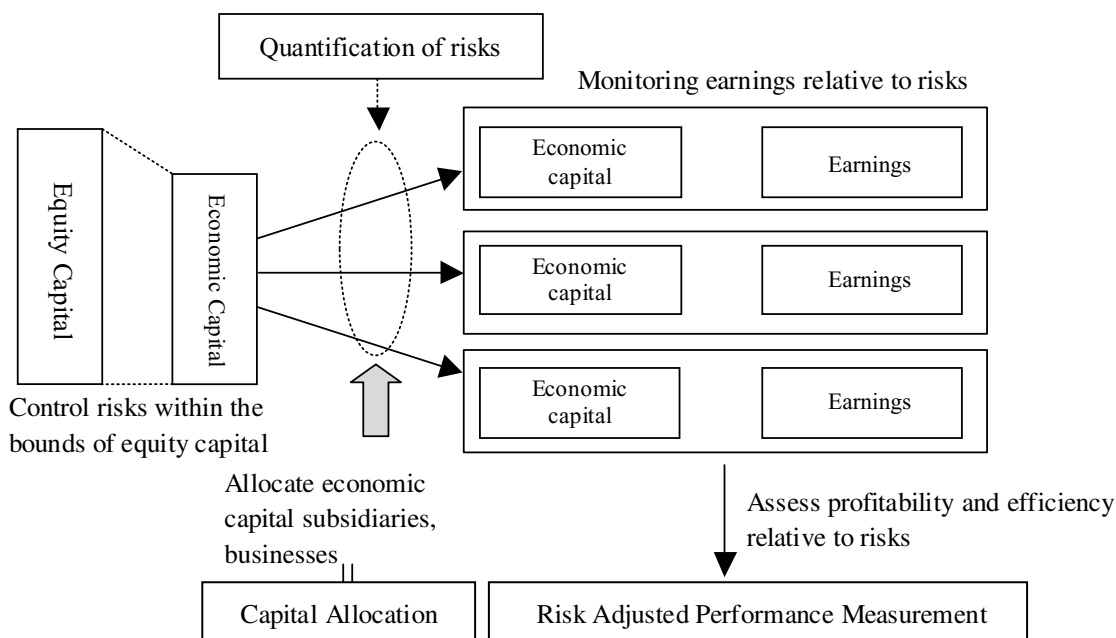 Quantification of risks
Monitoring earnings relative to risks
Equity Capital
Economic Capital
Economic
capital
Earnings
Economic
capital
Earnings
Economic
capital
Earnings
Control risks within the
bounds of equity capital
Allocate economic
capital subsidiaries,
businesses
Assess profitability and efficiency
relative to risks
Capital Allocation
Risk Adjusted Performance Measurement